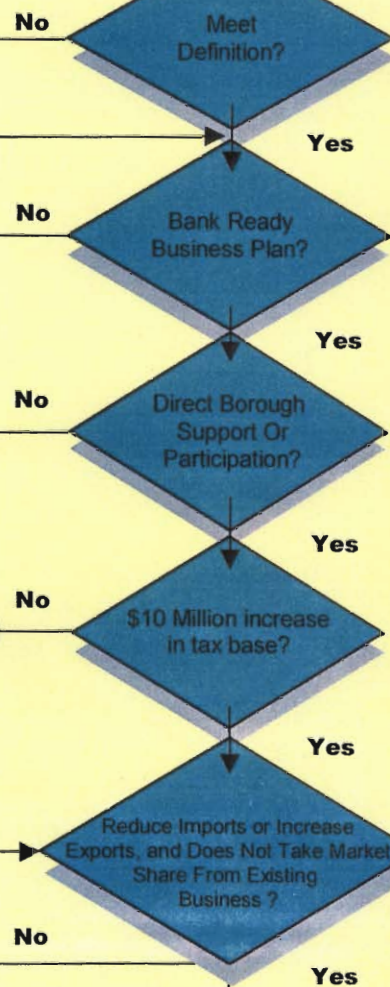 No
Meet
Definition?
Yes
No
Bank Ready
Business Plan?
Yes
No
Direct Borough
Support Or
Participation?
Yes
No
$10 Million increase
in tax base?
Yes
Reduce Imports or Increase
Exports, and Does Not Take Market
Share From Existing
Business ?
No
Yes